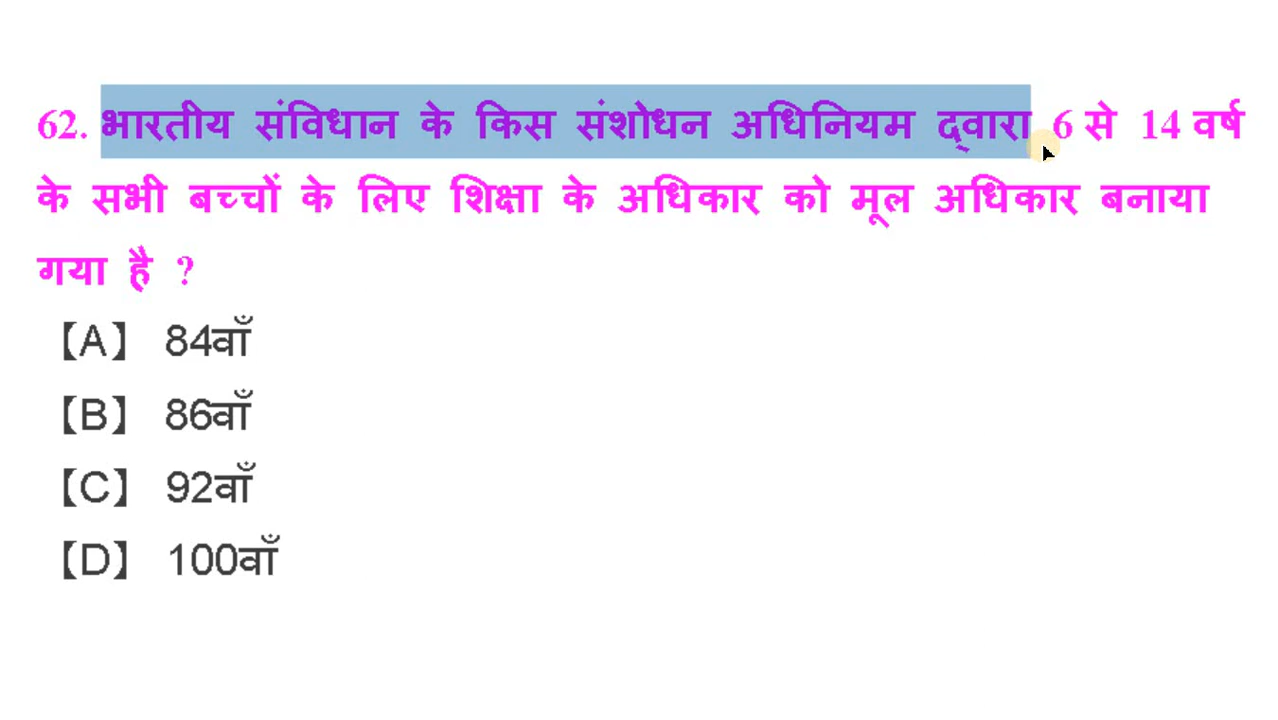 62. भारतीय संविधान के किस संशोधन अधिनियम द्वारा 6 से 14 वर्ष
के सभी बच्चों के लिए शिक्षा के अधिकार को मूल अधिकार बनाया
गया है ?
【A】 84वाँ
【B】 86वाँ
【C】 92वाँ
【D】 100वाँ